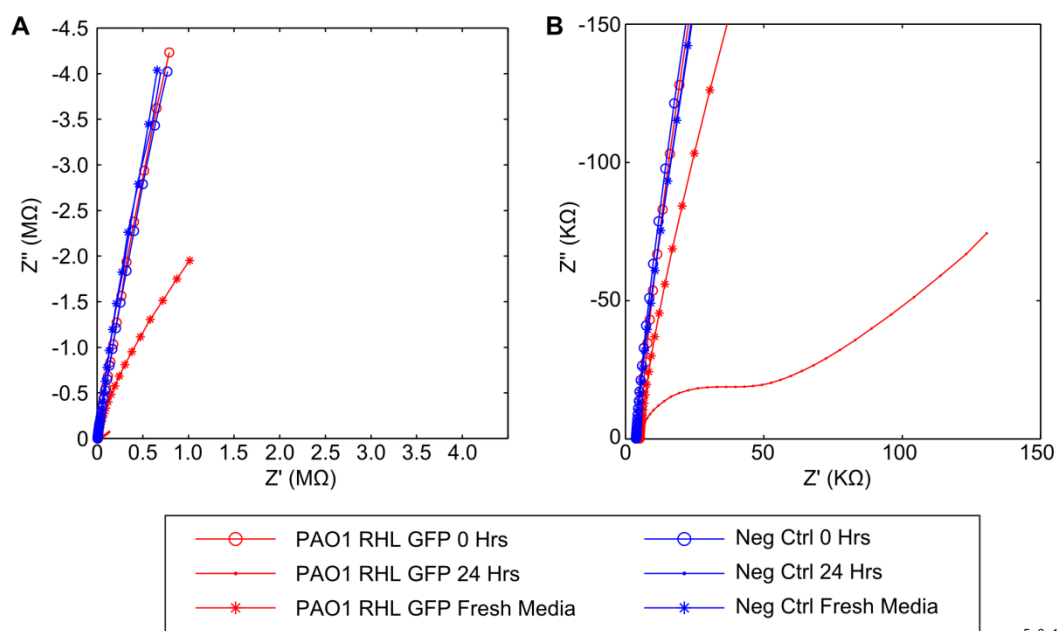 A
B
-4.5
-4.0
-3.5
-3.0
-2.5
-2.0
-1.5
-1.0
-0.5
0
Z'' (MΩ)
0 0.5 1.0 1.5 2.0 2.5 3.0 3.5 4.0
Z' (MΩ)
-150
-100
-50
0
Z'' (KΩ)
0 50 100 150
Z' (KΩ)
PAO1 RHL GFP 0 Hrs
PAO1 RHL GFP 24 Hrs
PAO1 RHL GFP Fresh Media
Neg Ctrl 0 Hrs
Neg Ctrl 24 Hrs
Neg Ctrl Fresh Media